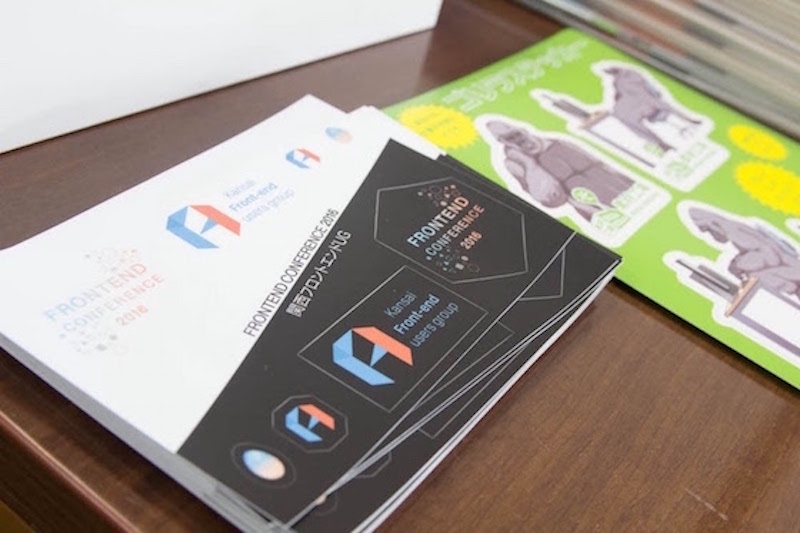 Kansai
Front-end
users group
FRONTEND
CONFERENCE
2016
FRONTEND CONFERENCE 2016
関西フロントエンドUG
FRONTEND
CONFERENCE
2016
Kansai
Front-end
users group